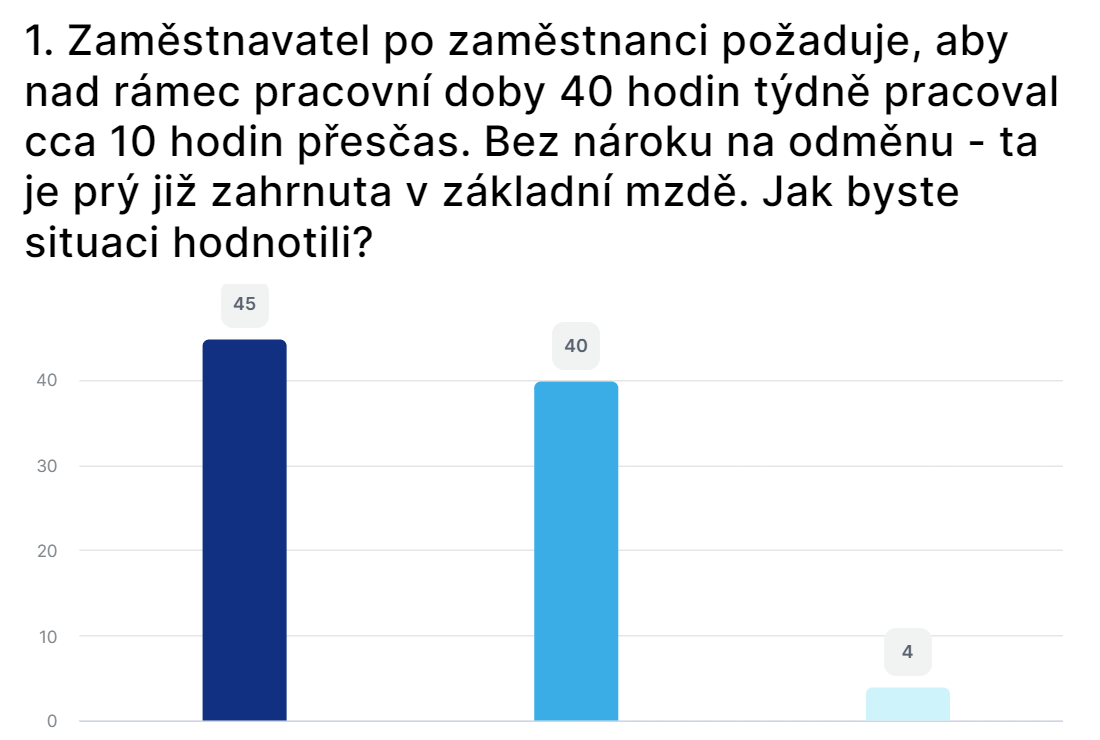 1. Zaměstnavatel po zaměstnanci požaduje, aby
nad rámec pracovní doby 40 hodin týdně pracoval
cca 10 hodin přesčas. Bez nároku na odměnu - ta
je prý již zahrnuta v základní mzdě. Jak byste
situaci hodnotili?
45
40
40
30
20
10
4
0